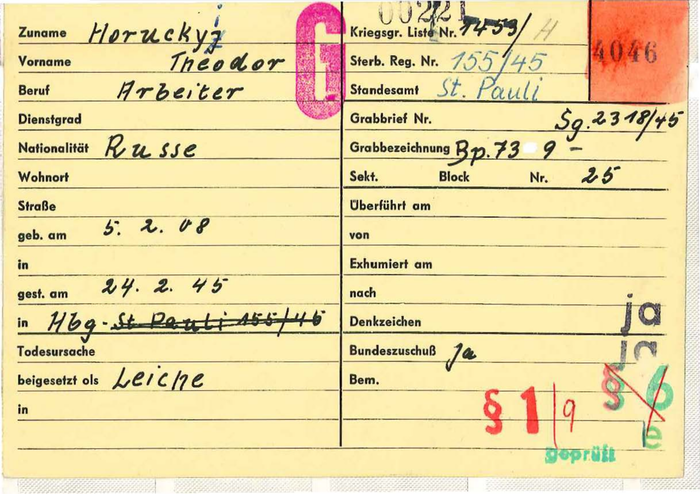 Zuname Horuckyj
Vorname Theodor
Beruf Arbeiter
Dienstgrad
Nationalität Russe
Wohnort
Straße
geb. am 5. 2. 08
in
gest. am 24. 2. 45
in Hbg - St Pauli 155/45
Todesursache
beigesetzt als Leiche
in
G
Kriegsgr. Liste Nr. 1453/ H
Sterb. Reg. Nr. 155/45
Standesamt St. Pauli
4046
Grabbrief Nr. Sg. 2318/45
Grabbezeichnung Bp. 73 9 -
Sekt. Block Nr. 25
Überführt am
von
Exhumiert am
nach
Denkzeichen ja
ja
Bundeszuschuß ja
Bem.
§ 1/9 § 6
geprüft